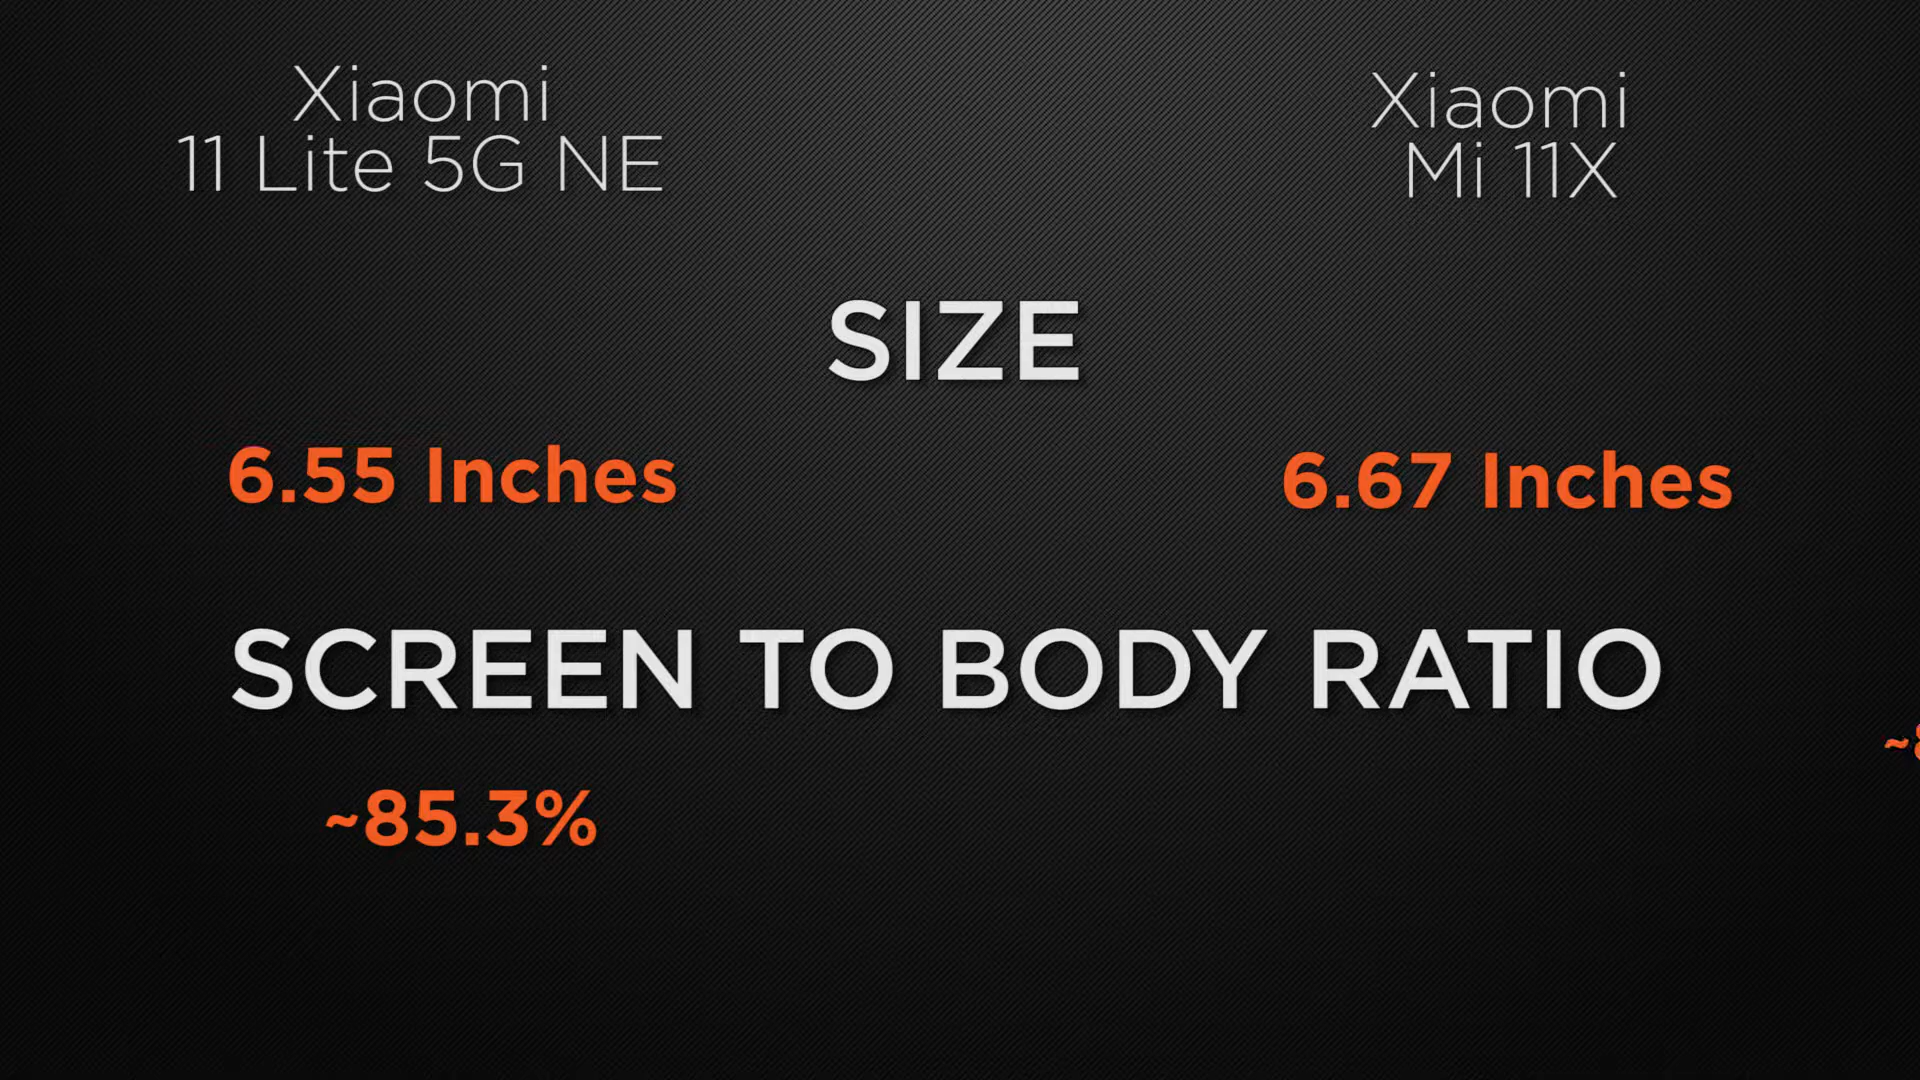 Xiaomi
11 Lite 5G NE
Xiaomi
Mi 11X
SIZE
6.55 Inches
6.67 Inches
SCREEN TO BODY RATIO
~85.3%